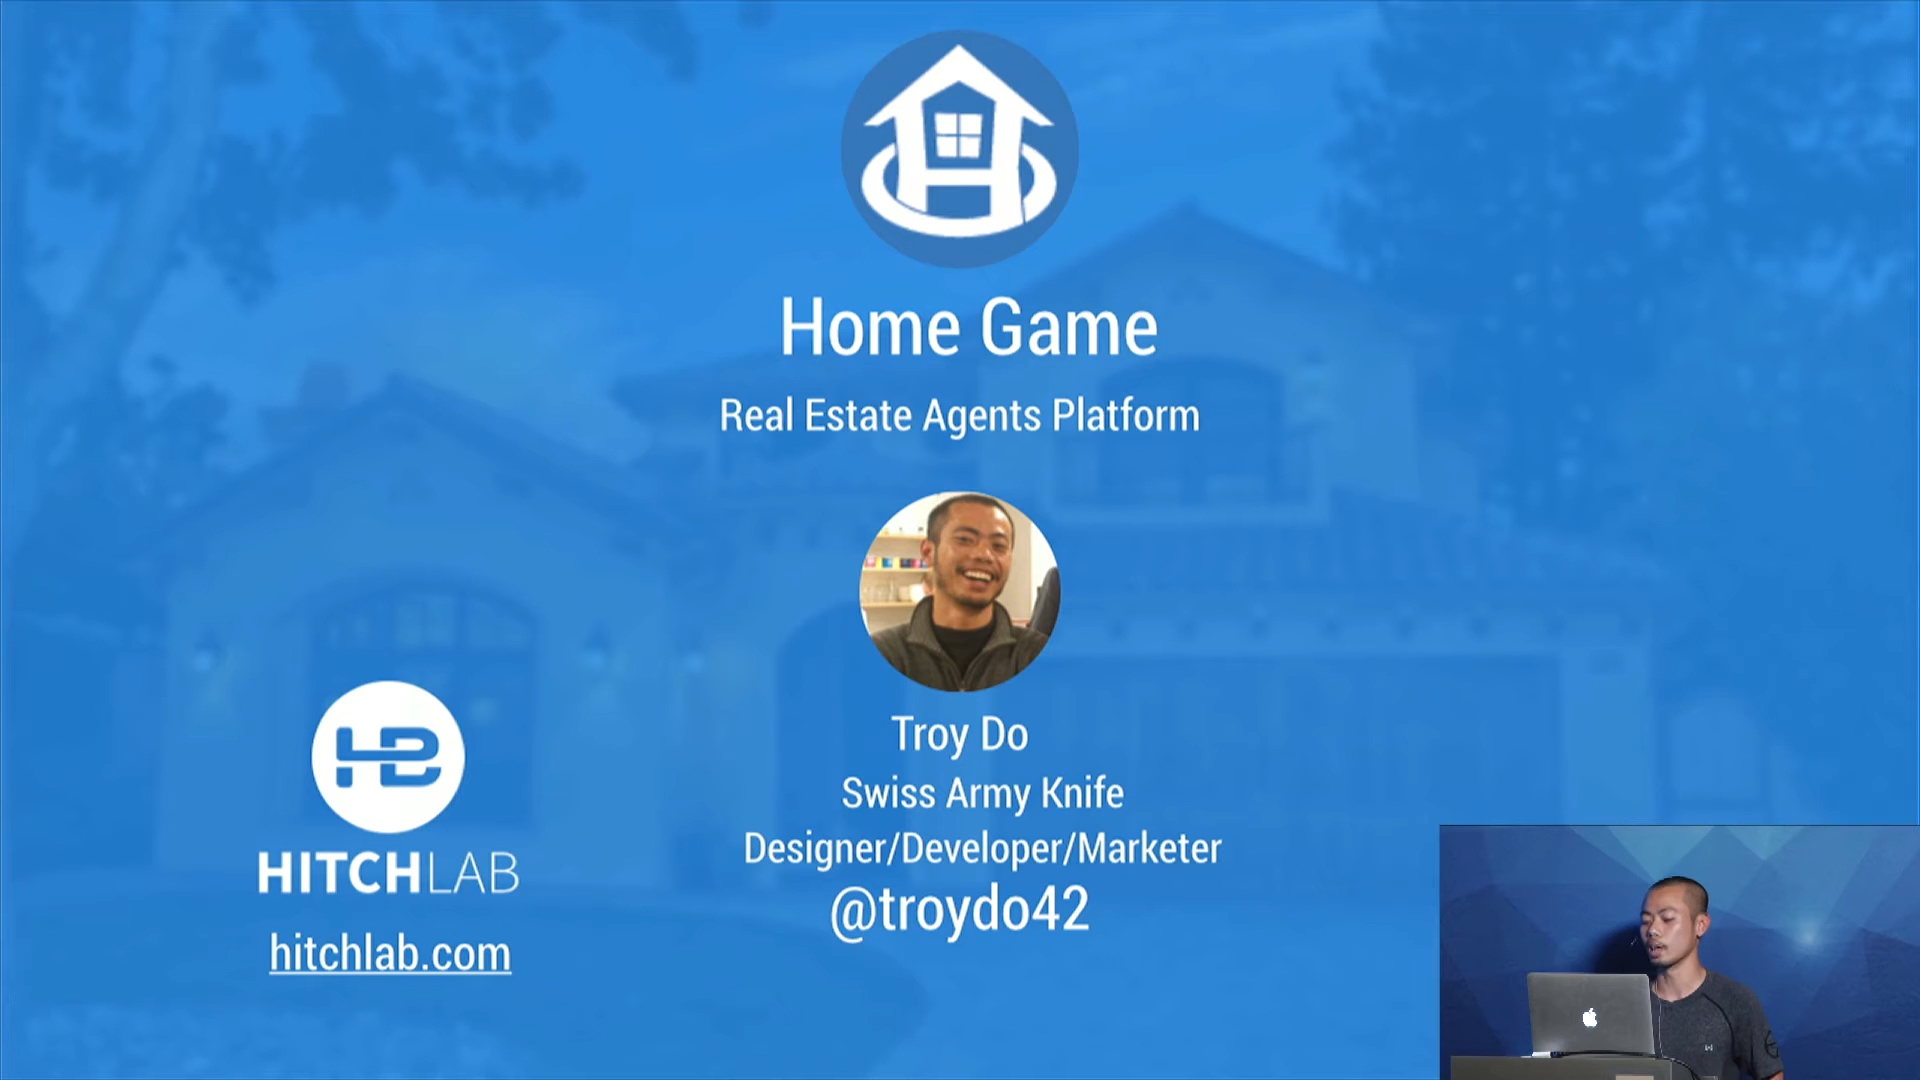 Home Game
Real Estate Agents Platform
Troy Do
Swiss Army Knife
Designer/Developer/Marketer
@troydo42
HITCHLAB
hitchlab.com